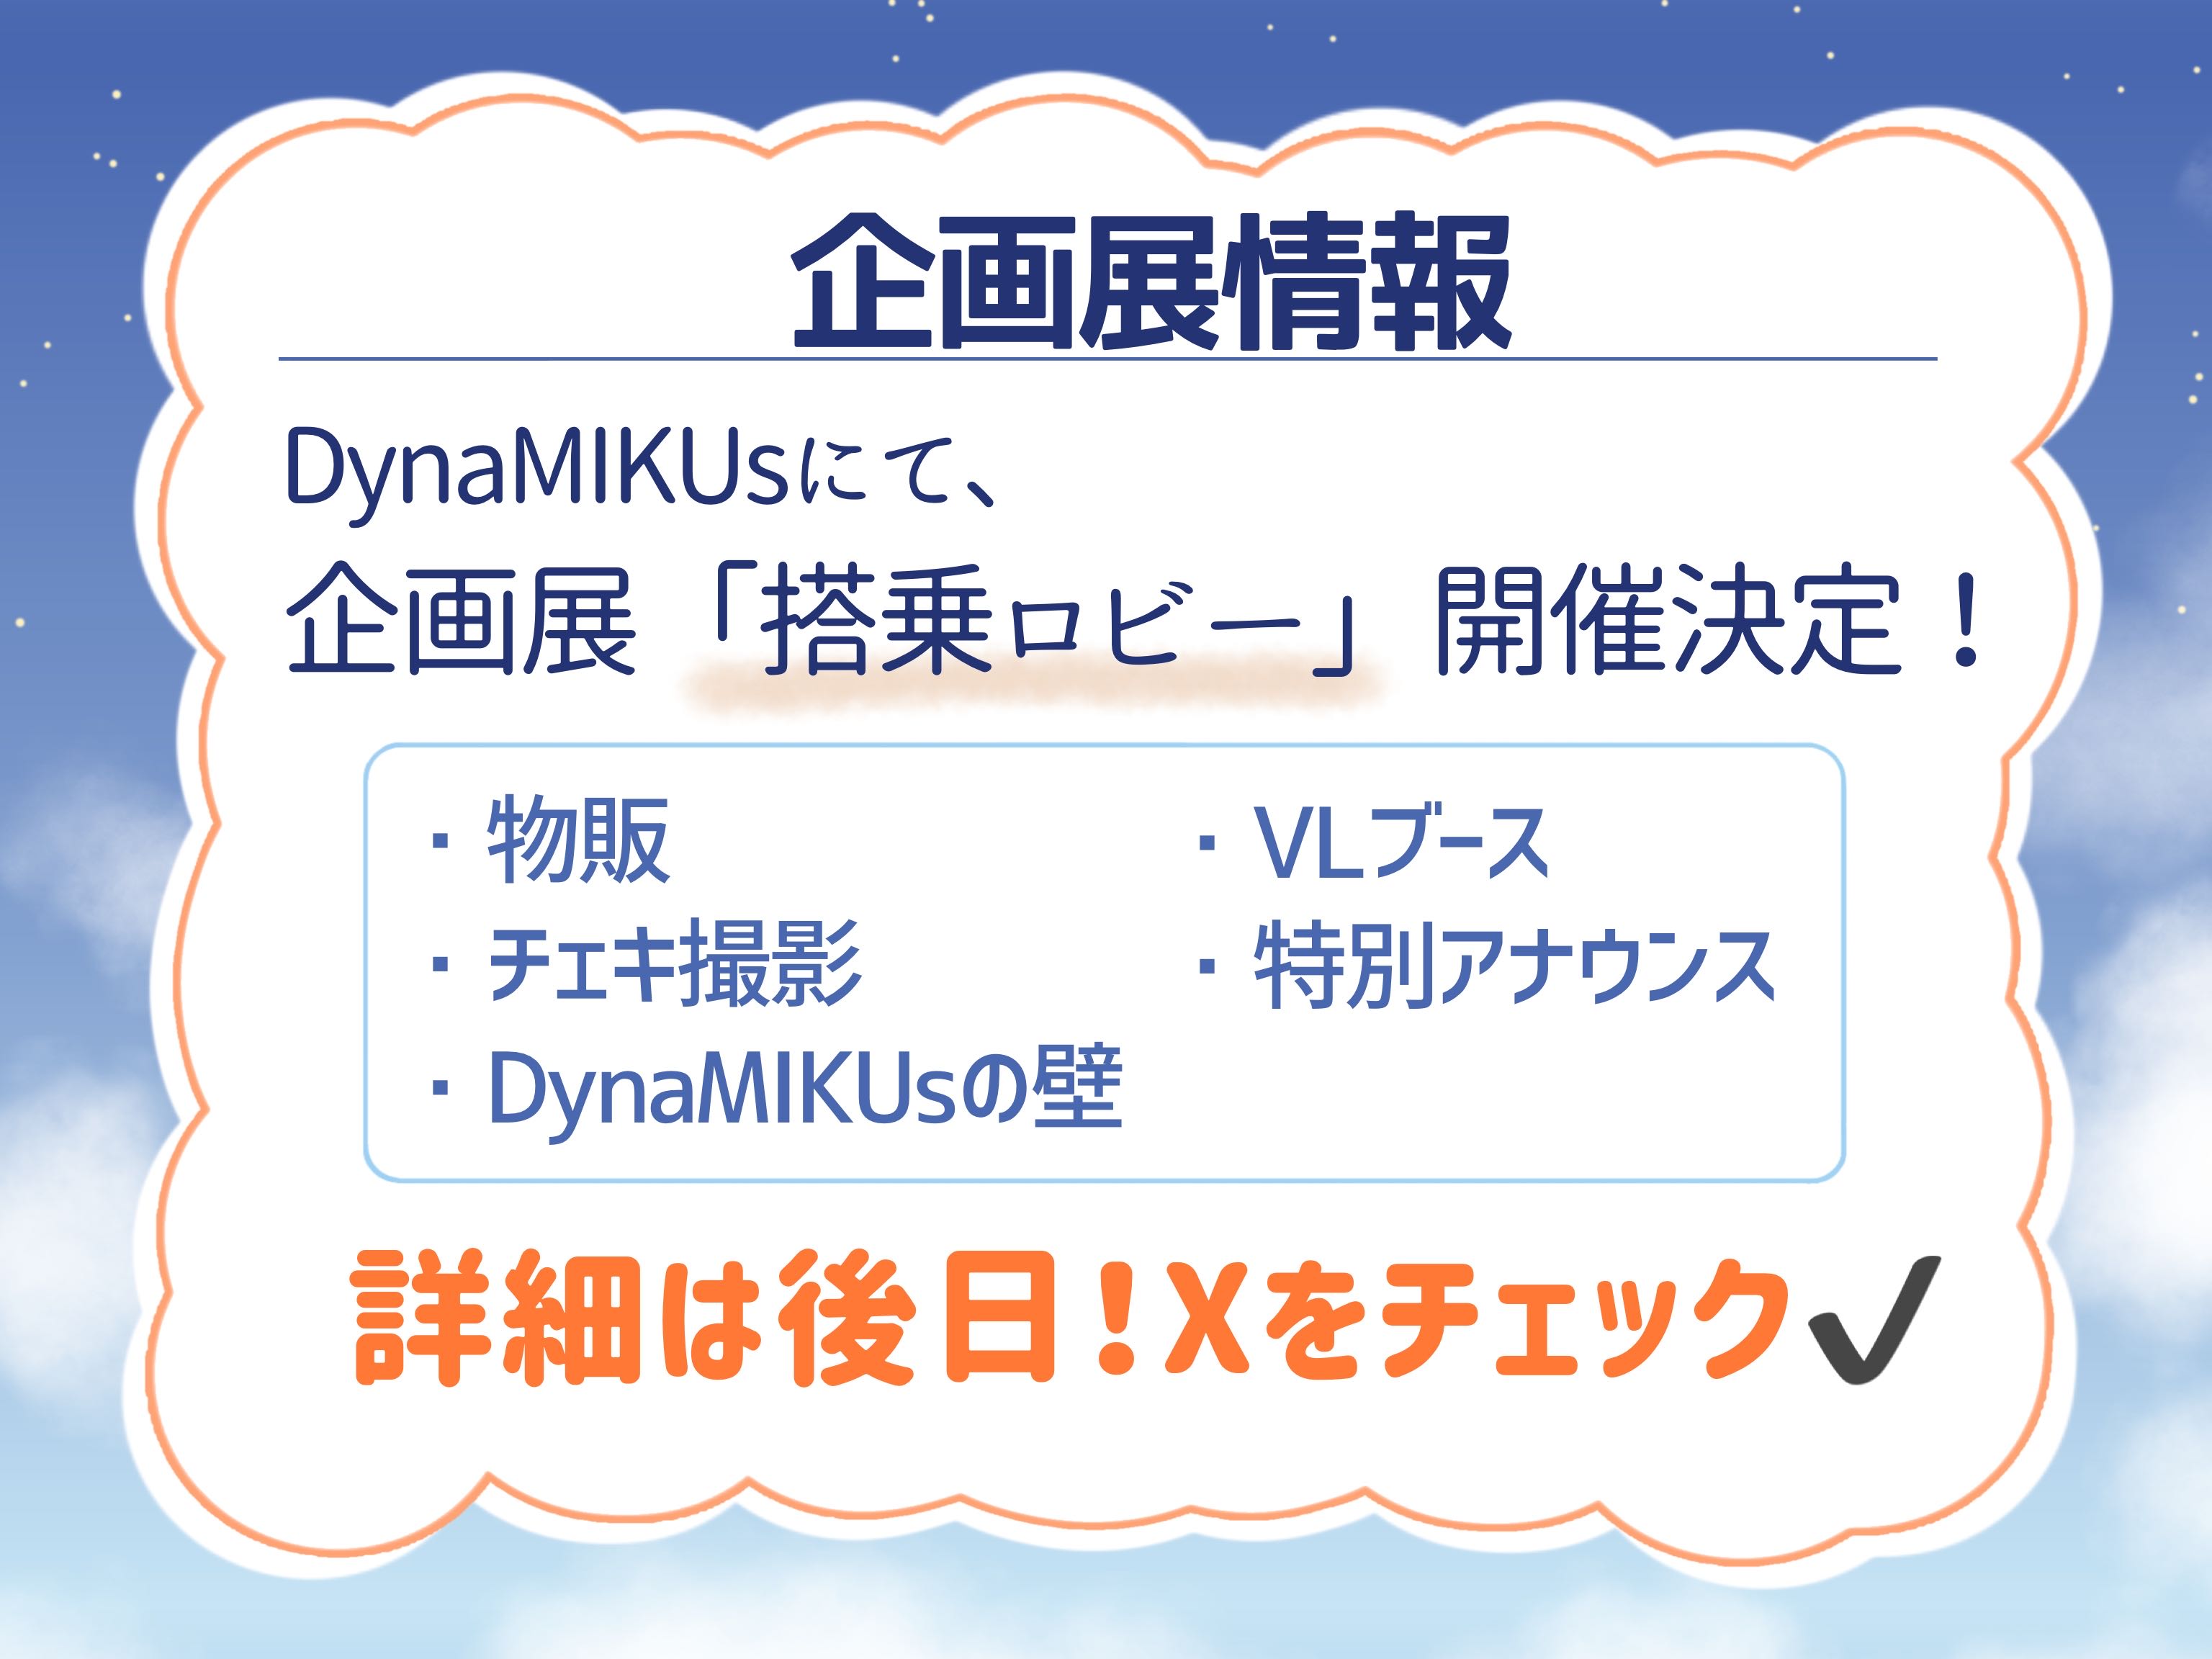 企画展情報
DynaMIKUsにて、
企画展「搭乗ロビー」開催決定！
・物販
・チェキ撮影
・DynaMIKUsの壁
・VLブース
・特別アナウンス
詳細は後日！Xをチェック✔